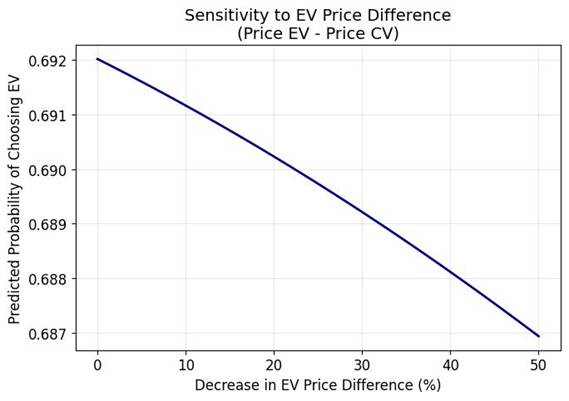 Sensitivity to EV Price Difference
(Price EV - Price CV)
Predicted Probability of Choosing EV
0.692
0.691
0.690
0.689
0.688
0.687
0 10 20 30 40 50
Decrease in EV Price Difference (%)